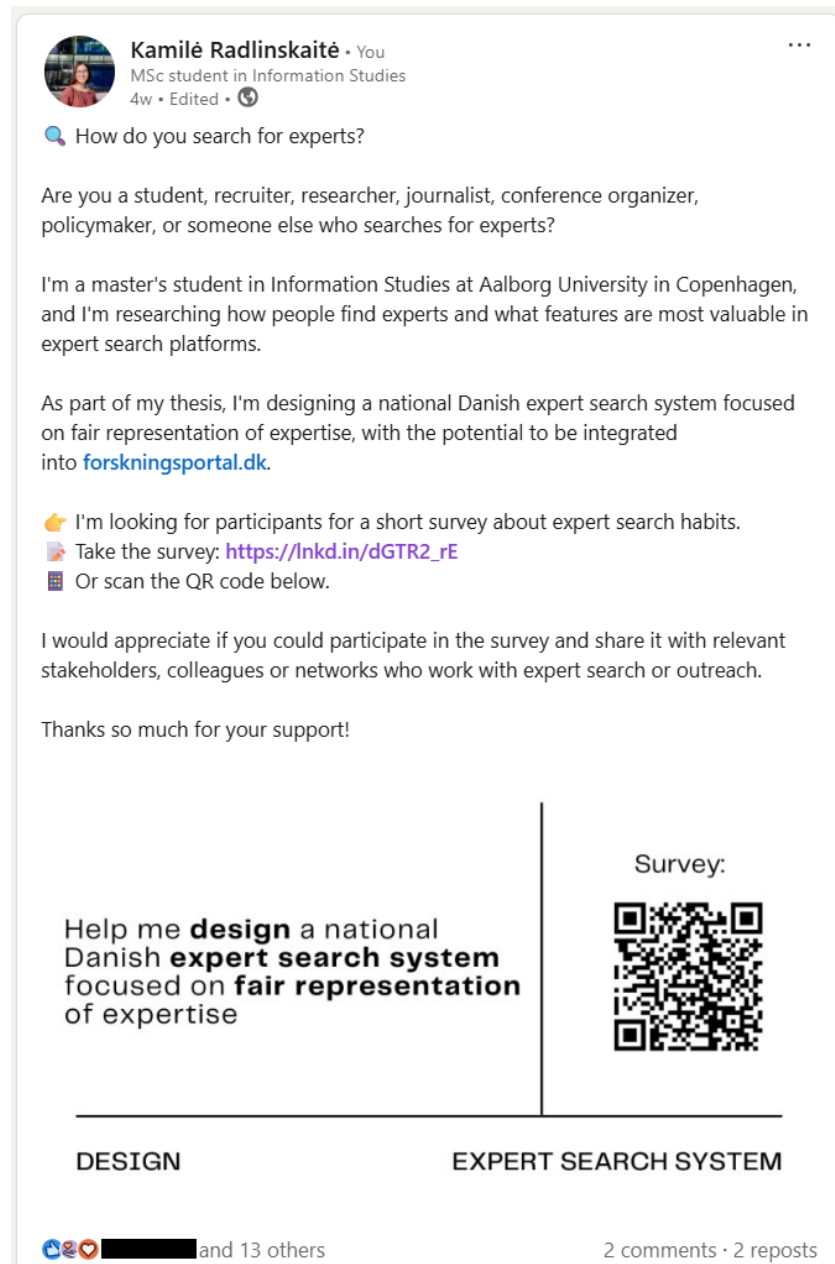 Kamilė Radlinskaitė • You
MSc student in Information Studies
4w • Edited •
How do you search for experts?
Are you a student, recruiter, researcher, journalist, conference organizer,
policymaker, or someone else who searches for experts?
I'm a master's student in Information Studies at Aalborg University in Copenhagen,
and I'm researching how people find experts and what features are most valuable in
expert search platforms.
As part of my thesis, I'm designing a national Danish expert search system focused
on fair representation of expertise, with the potential to be integrated
into forskningsportal.dk.
I'm looking for participants for a short survey about expert search habits.
Take the survey: https://lnkd.in/dGTR2_rE
Or scan the QR code below.
I would appreciate if you could participate in the survey and share it with relevant
stakeholders, colleagues or networks who work with expert search or outreach.
Thanks so much for your support!
Help me design a national
Danish expert search system
focused on fair representation
of expertise
Survey:
DESIGN
EXPERT SEARCH SYSTEM
and 13 others
2 comments · 2 reposts